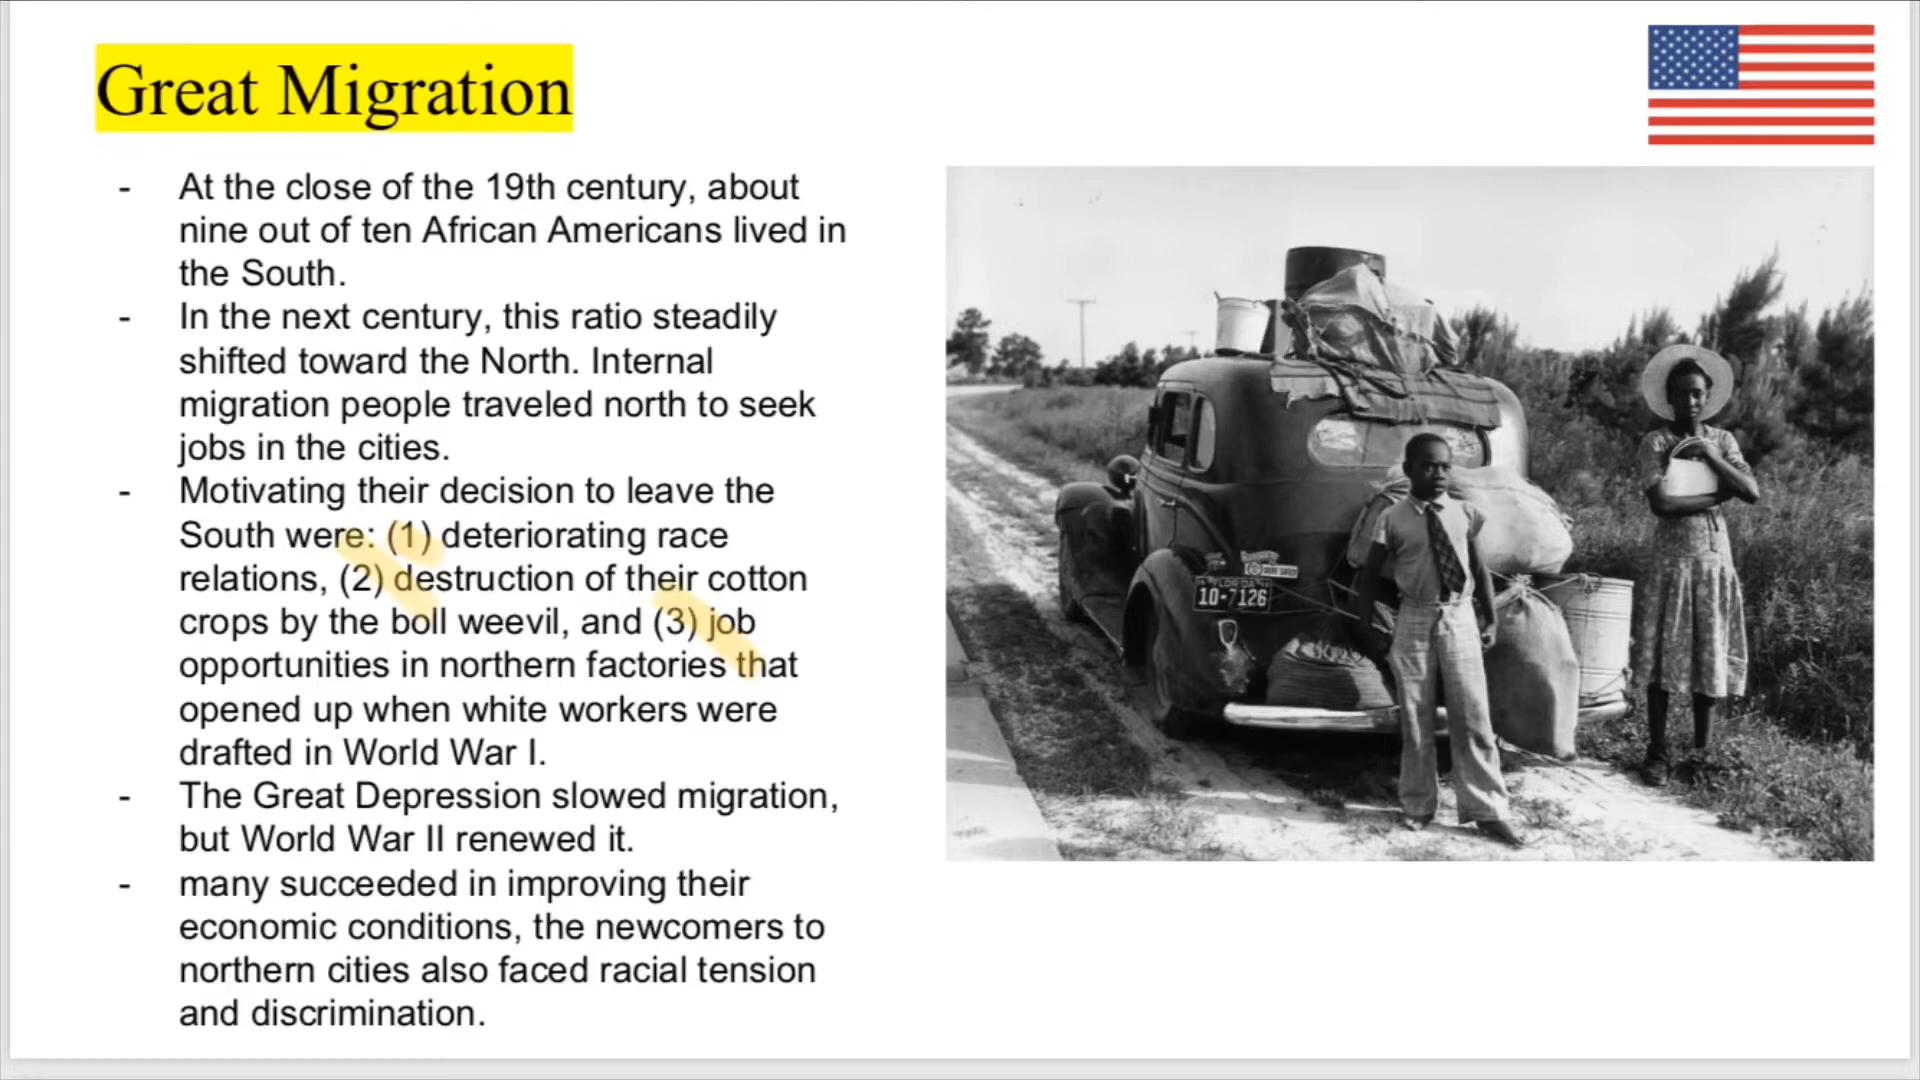 Great Migration
- At the close of the 19th century, about
nine out of ten African Americans lived in
the South.
- In the next century, this ratio steadily
shifted toward the North. Internal
migration people traveled north to seek
jobs in the cities.
- Motivating their decision to leave the
South were: (1) deteriorating race
relations, (2) destruction of their cotton
crops by the boll weevil, and (3) job
opportunities in northern factories that
opened up when white workers were
drafted in World War I.
- The Great Depression slowed migration,
but World War II renewed it.
- many succeeded in improving their
economic conditions, the newcomers to
northern cities also faced racial tension
and discrimination.
FLORIDA
10-7126